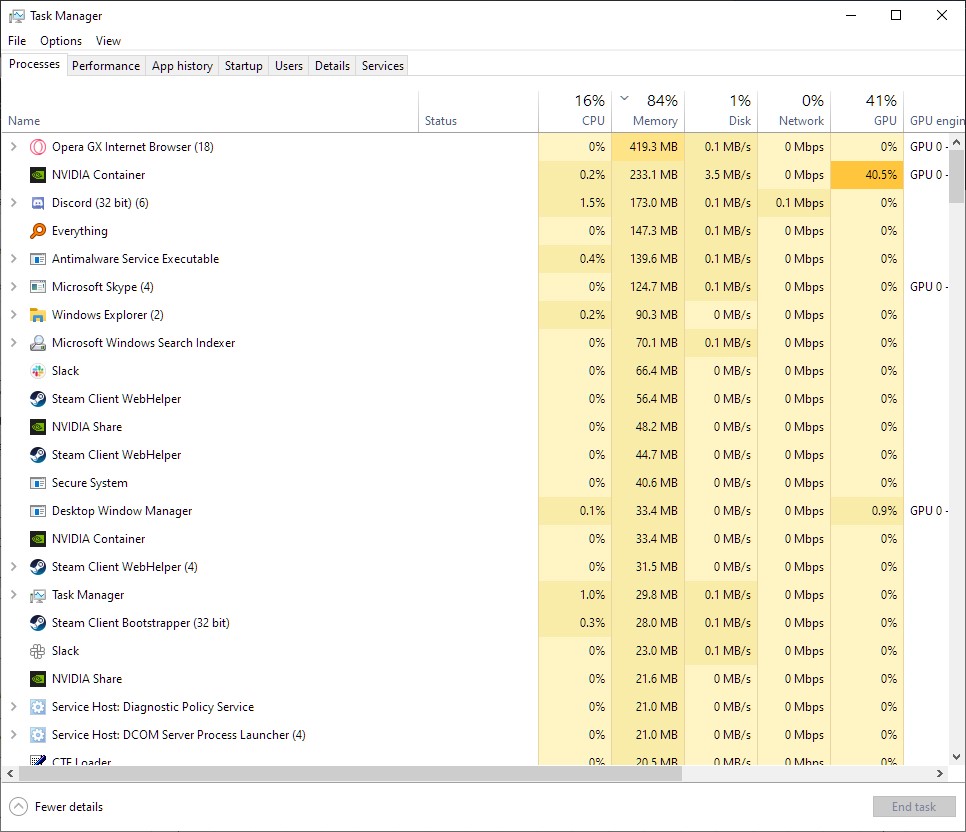 Task Manager
File Options View
Processes Performance App history Startup Users Details Services
16% 84% 1% 0% 41%
Name Status CPU Memory Disk Network GPU GPU engin
Opera GX Internet Browser (18) 0% 419.3 MB 0.1 MB/s 0 Mbps 0% GPU 0 -
NVIDIA Container 0.2% 233.1 MB 3.5 MB/s 0 Mbps 40.5% GPU 0 -
Discord (32 bit) (6) 1.5% 173.0 MB 0.1 MB/s 0.1 Mbps 0%
Everything 0% 147.3 MB 0.1 MB/s 0 Mbps 0%
Antimalware Service Executable 0.4% 139.6 MB 0.1 MB/s 0 Mbps 0%
Microsoft Skype (4) 0% 124.7 MB 0.1 MB/s 0 Mbps 0% GPU 0 -
Windows Explorer (2) 0.2% 90.3 MB 0 MB/s 0 Mbps 0%
Microsoft Windows Search Indexer 0% 70.1 MB 0.1 MB/s 0 Mbps 0%
Slack 0% 66.4 MB 0 MB/s 0 Mbps 0%
Steam Client WebHelper 0% 56.4 MB 0 MB/s 0 Mbps 0%
NVIDIA Share 0% 48.2 MB 0 MB/s 0 Mbps 0%
Steam Client WebHelper 0% 44.7 MB 0 MB/s 0 Mbps 0%
Secure System 0% 40.6 MB 0 MB/s 0 Mbps 0%
Desktop Window Manager 0.1% 33.4 MB 0 MB/s 0 Mbps 0.9% GPU 0 -
NVIDIA Container 0% 33.4 MB 0 MB/s 0 Mbps 0%
Steam Client WebHelper (4) 0% 31.5 MB 0 MB/s 0 Mbps 0%
Task Manager 1.0% 29.8 MB 0.1 MB/s 0 Mbps 0%
Steam Client Bootstrapper (32 bit) 0.3% 28.0 MB 0.1 MB/s 0 Mbps 0%
Slack 0% 23.0 MB 0.1 MB/s 0 Mbps 0%
NVIDIA Share 0% 21.6 MB 0 MB/s 0 Mbps 0%
Service Host: Diagnostic Policy Service 0% 21.0 MB 0 MB/s 0 Mbps 0%
Service Host: DCOM Server Process Launcher (4) 0% 21.0 MB 0 MB/s 0 Mbps 0%
CTF Loader 0% 20.5 MB 0 MB/s 0 Mbps 0%
Fewer details End task